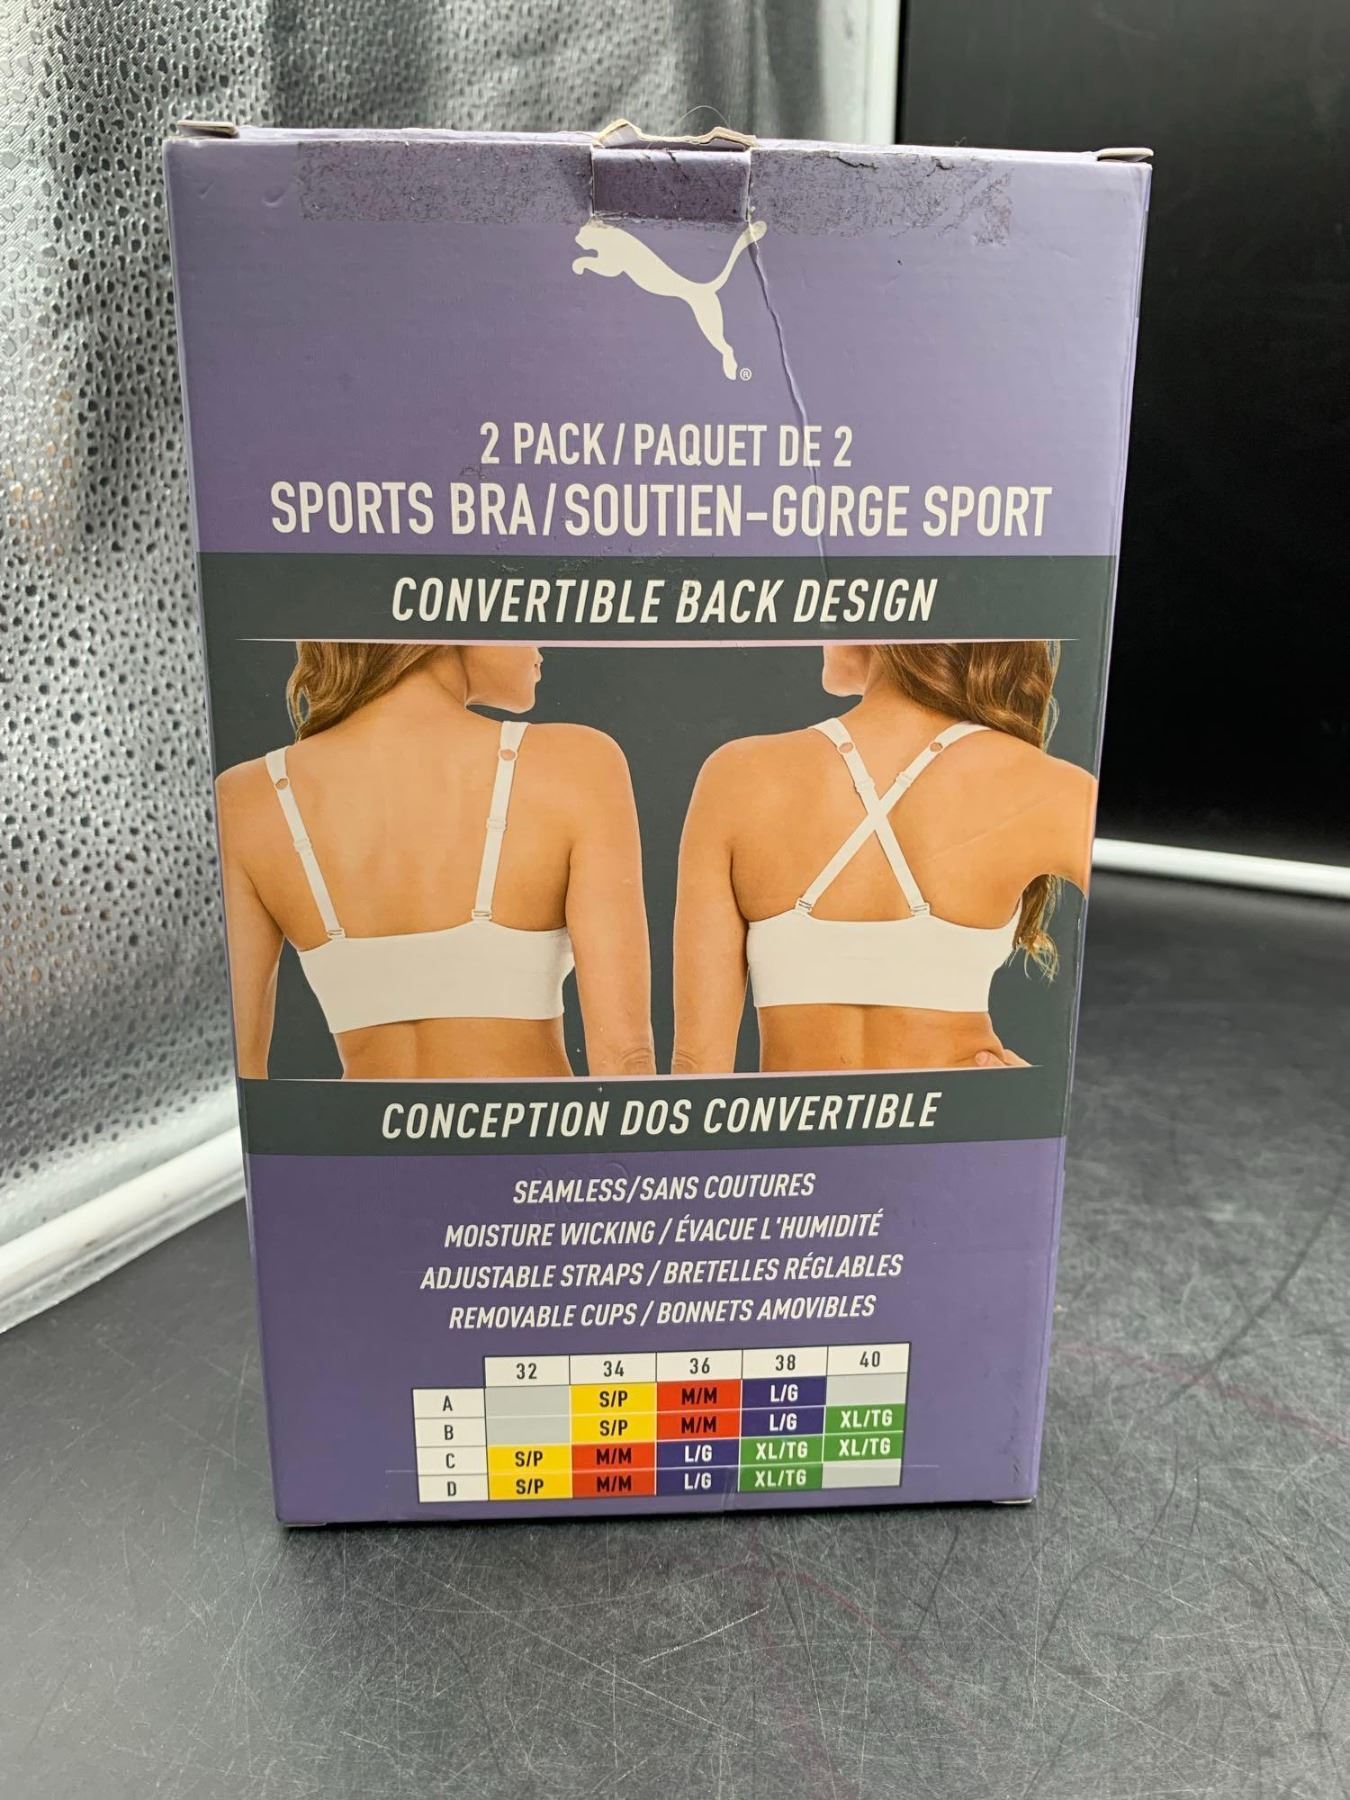 ®
2 PACK / PAQUET DE 2
SPORTS BRA/SOUTIEN-GORGE SPORT
CONVERTIBLE BACK DESIGN
CONCEPTION DOS CONVERTIBLE
SEAMLESS/SANS COUTURES
MOISTURE WICKING / ÉVACUE L'HUMIDITÉ
ADJUSTABLE STRAPS / BRETELLES RÉGLABLES
REMOVABLE CUPS / BONNETS AMOVIBLES
32 34 36 38 40
A S/P M/M L/G
B S/P M/M L/G XL/TG
C S/P M/M L/G XL/TG XL/TG
D S/P M/M L/G XL/TG